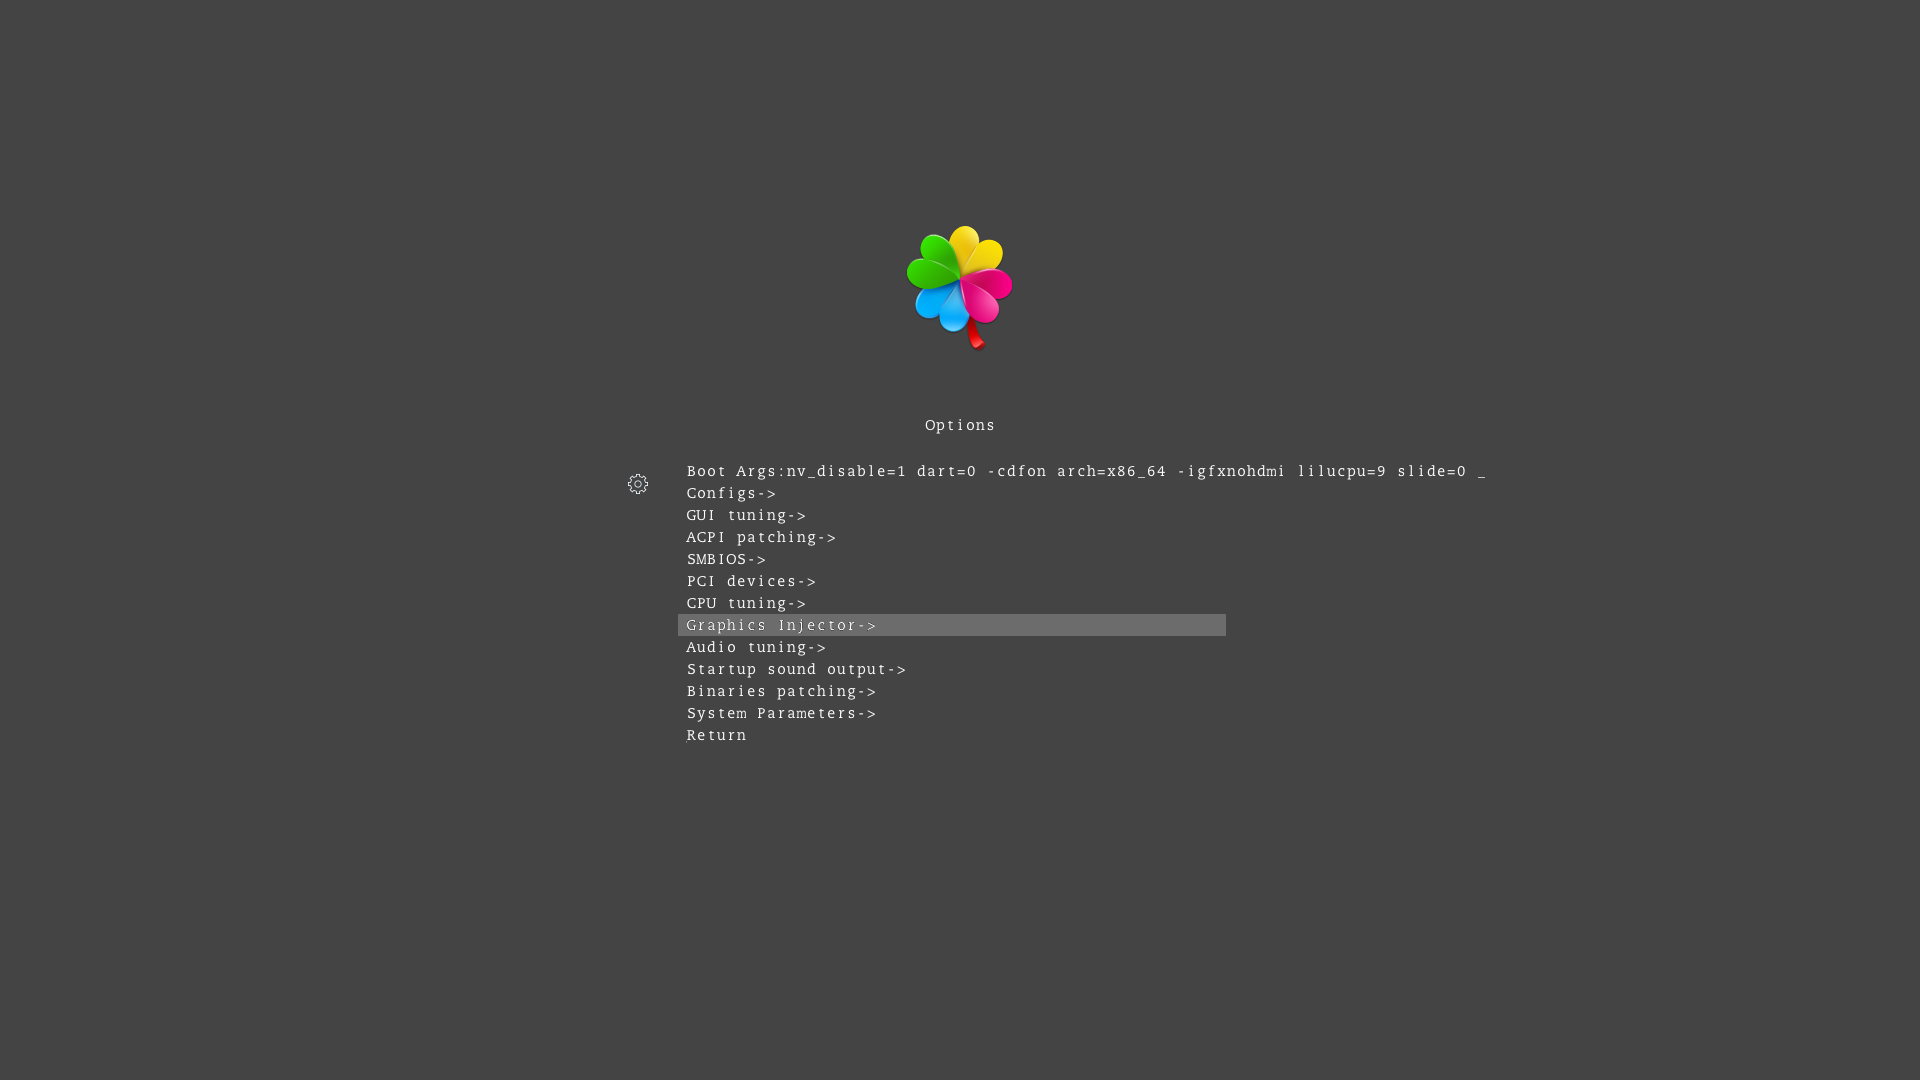 Options
Boot Args:nv_disable=1 dart=0 -cdfon arch=x86_64 -igfxnohdmi lilucpu=9 slide=0 _
Configs->
GUI tuning->
ACPI patching->
SMBIOS->
PCI devices->
CPU tuning->
Graphics Injector->
Audio tuning->
Startup sound output->
Binaries patching->
System Parameters->
Return